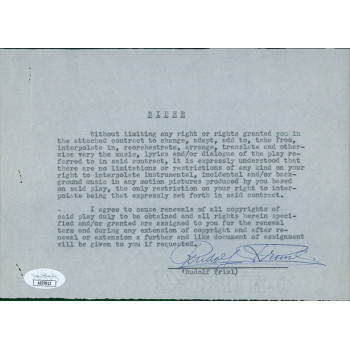 R I D E R
Without limiting any right or rights granted you in
the attached contract to change, adapt, add to, take from,
interpolate in, reorchestrate, arrange, translate and other-
wise vary the music, lyrics and/or dialogue of the play re-
ferred to in said contract, it is expressly understood that
there are no limitations or restrictions of any kind on your
right to interpolate instrumental, incidental and/or back-
ground music in any motion pictures produced by you based
on said play, the only restriction on your right to inter-
polate being that expressly set forth in said contract.
I agree to cause renewals of all copyrights of
said play duly to be obtained and all rights herein speci-
fied and/or granted are assigned to you for the renewal
term and during any extension of copyright and after re-
newal or extension a further and like document of assignment
will be given to you if requested.
Rudolf Friml
(Rudolf Friml)
JSA